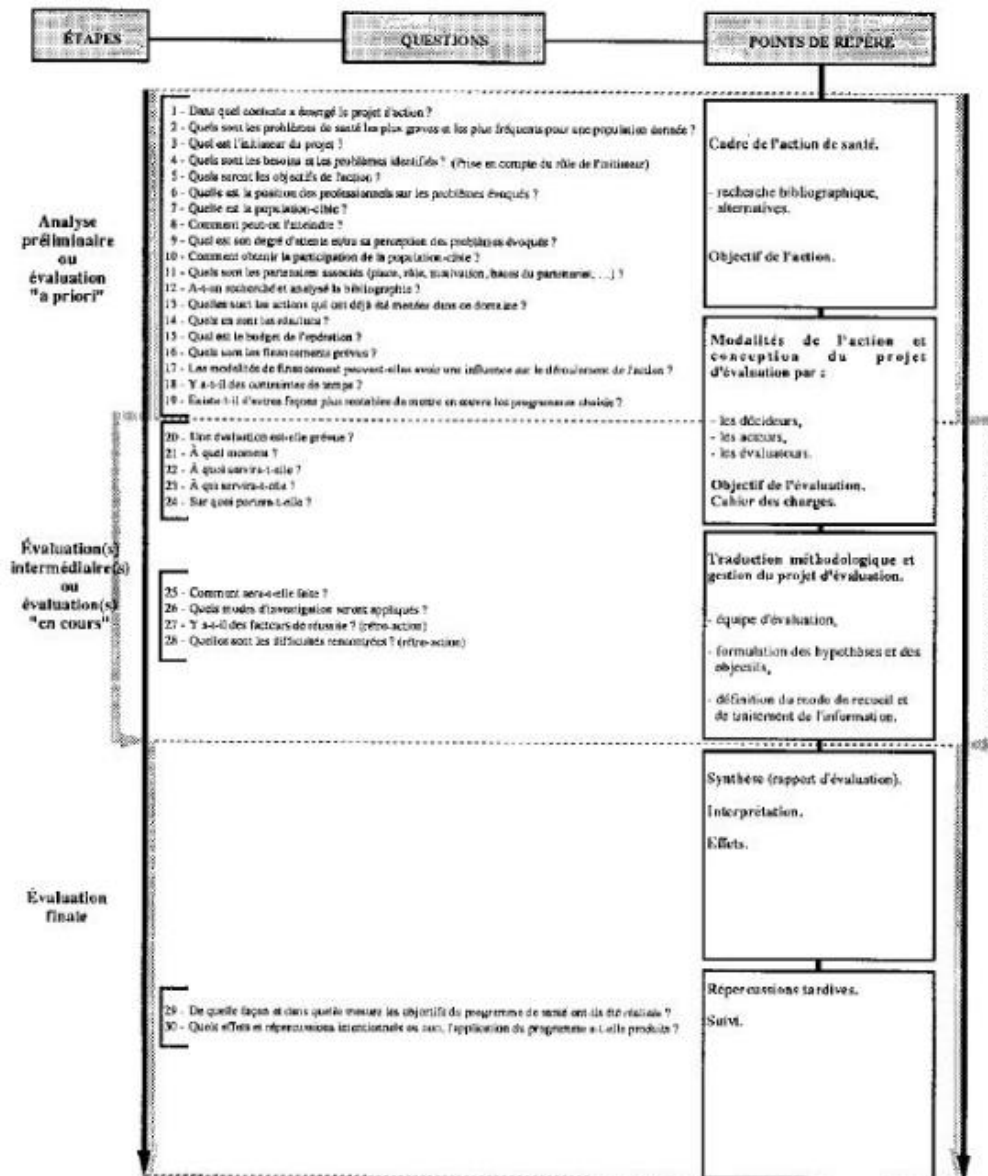 ÉTAPES
QUESTIONS
POINTS DE REPÈRE
Analyse
préliminaire
ou
évaluation
"a priori"
1 - Dans quel contexte a émergé le projet d'action ?
2 - Quels sont les problèmes de santé les plus graves et les plus fréquents pour une population donnée ?
3 - Quel est l'initiateur du projet ?
4 - Quels sont les besoins et les problèmes identifiés ? (Prise en compte du rôle de l'initiateur)
5 - Quels seront les objectifs de l'action ?
6 - Quelle est la position des professionnels sur les problèmes évoqués ?
7 - Quelle est la population-cible ?
8 - Comment peut-on l'atteindre ?
9 - Quel est son degré d'attente et/ou sa perception des problèmes évoqués ?
10 - Comment obtenir la participation de la population-cible ?
11 - Quels sont les partenaires associés (place, rôle, motivation, bases du partenariat, …) ?
12 - A-t-on recherché et analysé la bibliographie ?
13 - Quelles sont les actions qui ont déjà été menées dans ce domaine ?
14 - Quels en sont les résultats ?
15 - Quel est le budget de l'opération ?
16 - Quels sont les financements prévus ?
17 - Les modalités de financement peuvent-elles avoir une influence sur le déroulement de l'action ?
18 - Y a-t-il des contraintes de temps ?
19 - Existe-t-il d'autres façons plus rentables de mettre en œuvre les programmes choisis ?
Cadre de l'action de santé.
- recherche bibliographique,
- alternatives.
Objectif de l'action.
Modalités de l'action et
conception du projet
d'évaluation par :
- les décideurs,
- les acteurs,
- les évaluateurs.
Objectif de l'évaluation.
Cahier des charges.
Évaluation(s)
intermédiaire(s)
ou
évaluation(s)
"en cours"
20 - Une évaluation est-elle prévue ?
21 - À quel moment ?
22 - À quoi servira-t-elle ?
23 - À qui servira-t-elle ?
24 - Sur quoi portera-t-elle ?
25 - Comment sera-t-elle faite ?
26 - Quels modes d'investigation seront appliqués ?
27 - Y a-t-il des facteurs de réussite ? (rétro-action)
28 - Quelles sont les difficultés rencontrées ? (rétro-action)
Traduction méthodologique et
gestion du projet d'évaluation.
- équipe d'évaluation,
- formulation des hypothèses et des
objectifs,
- définition du mode de recueil et
de traitement de l'information.
Évaluation
finale
Synthèse (rapport d'évaluation).
Interprétation.
Effets.
29 - De quelle façon et dans quelle mesure les objectifs du programme de santé ont-ils été réalisés ?
30 - Quels effets et répercussions intentionnels ou non, l'application du programme a-t-elle produits ?
Répercussions tardives.
Suivi.